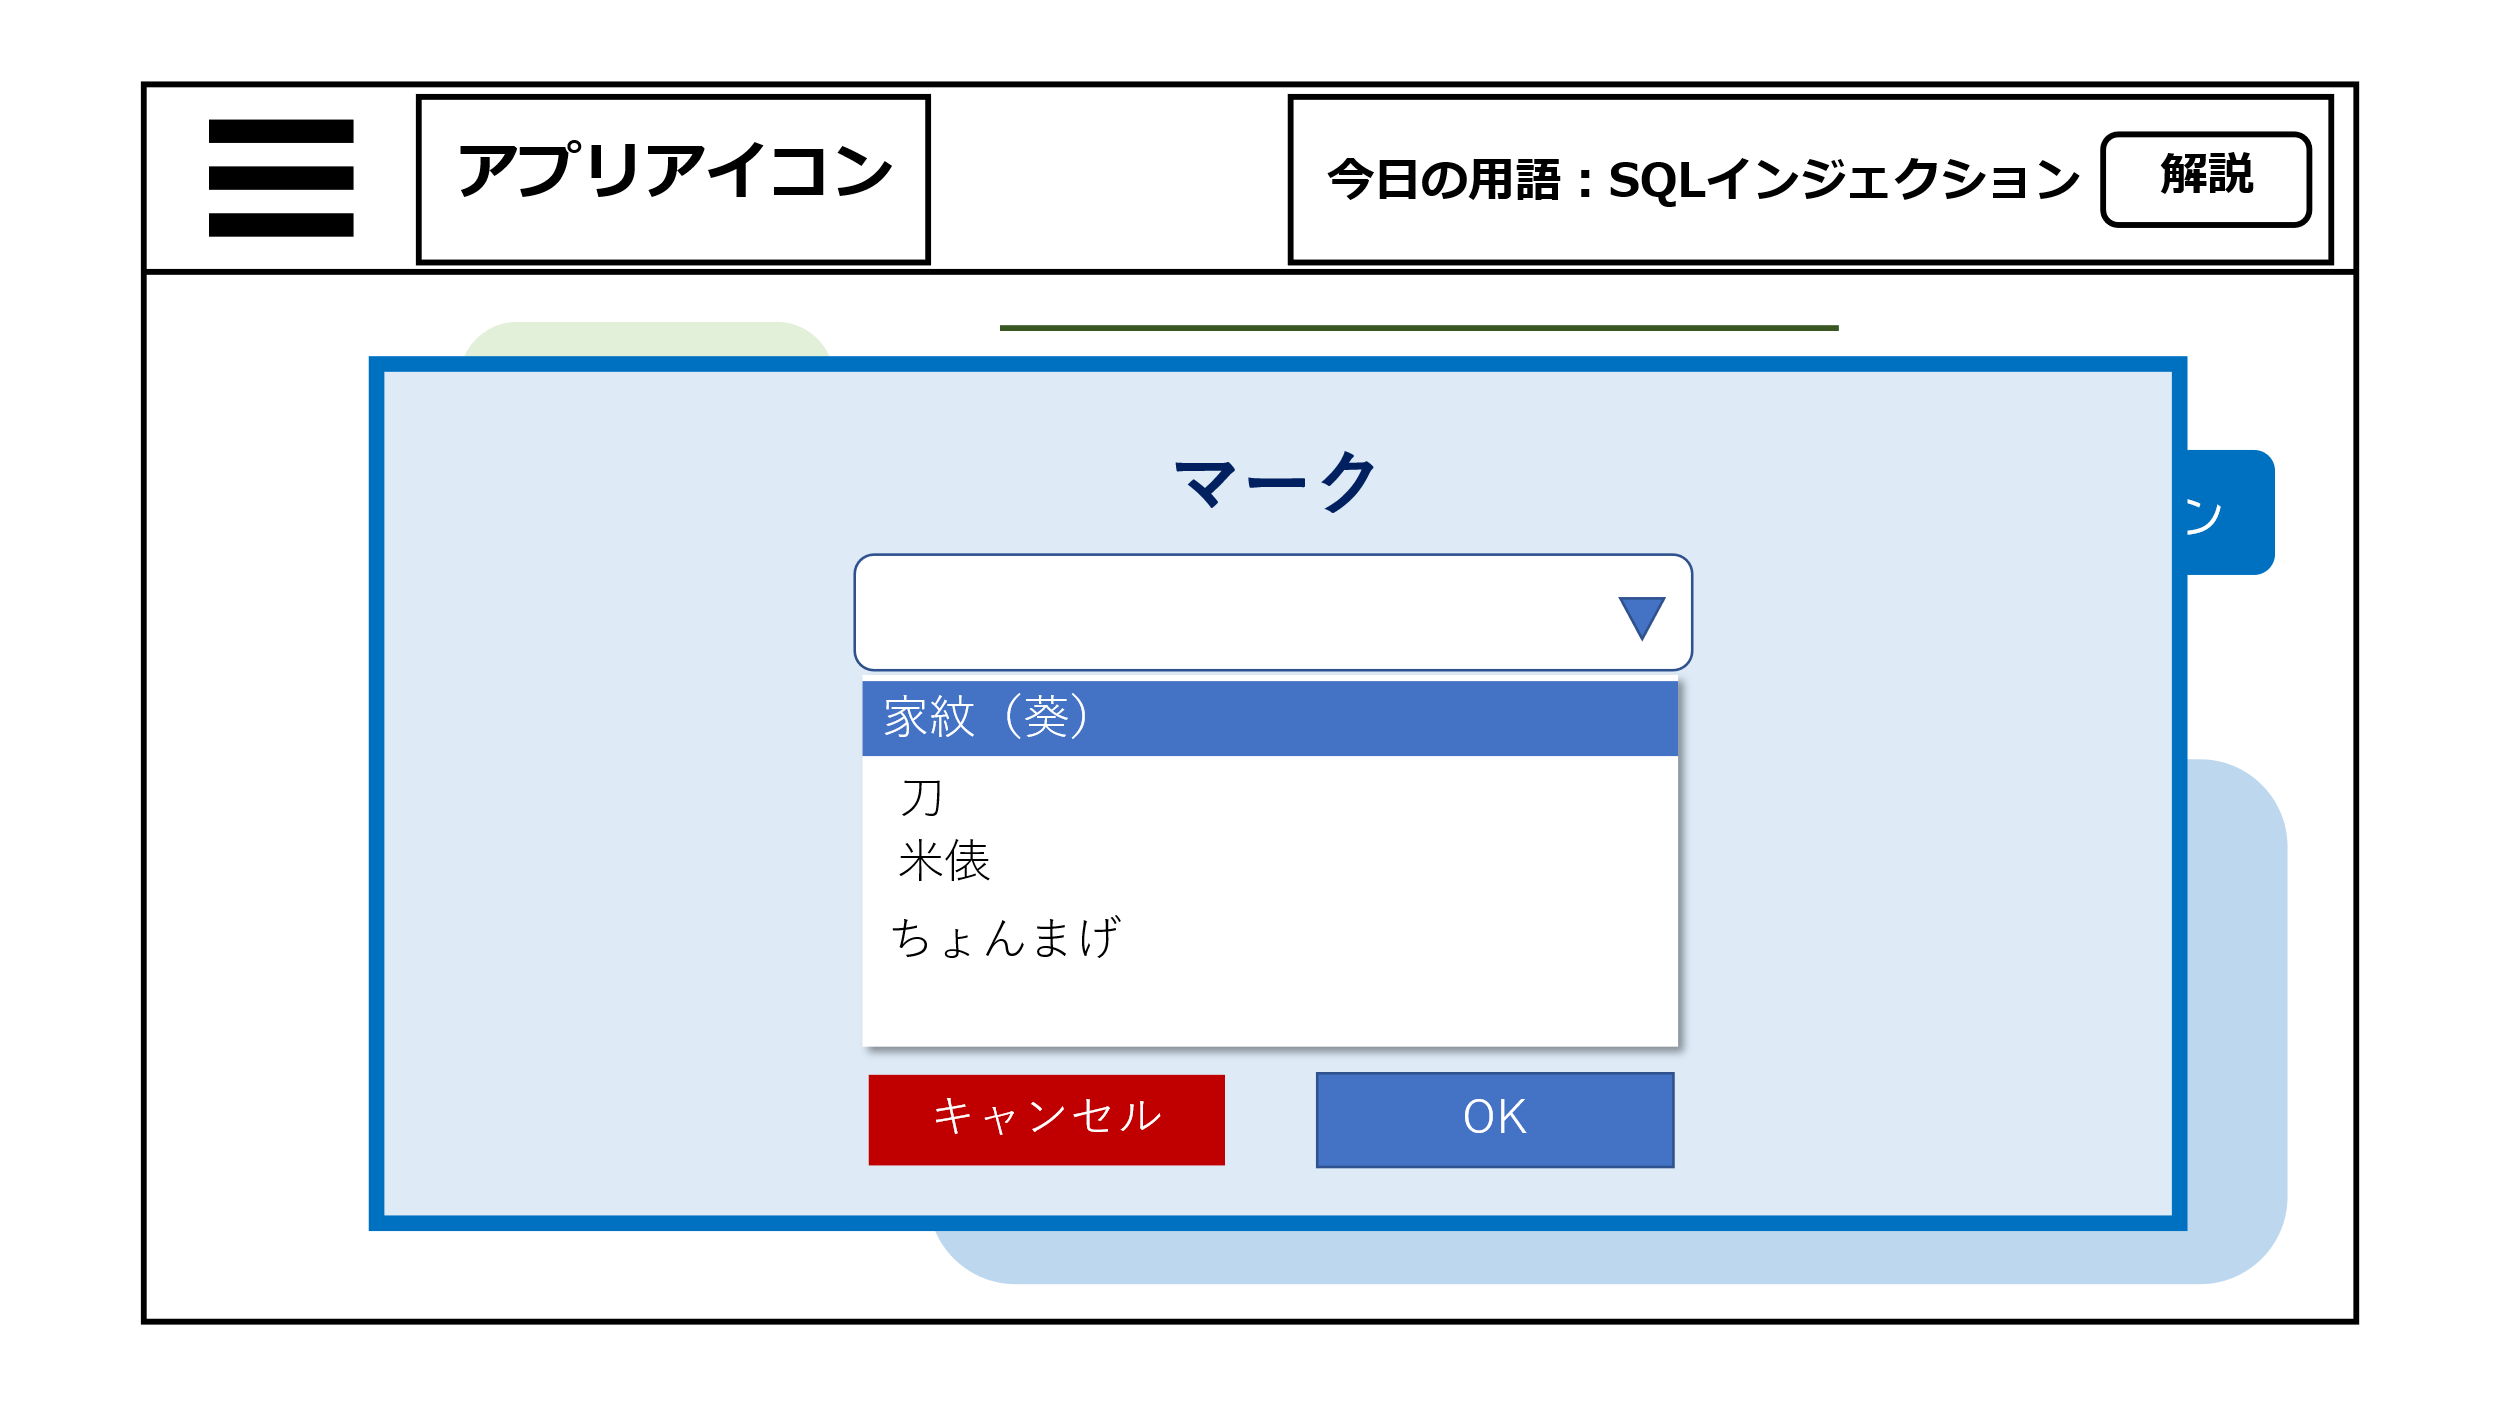 アプリアイコン
今日の用語：SQLインジェクション
解説
マーク
ン
家紋（葵）
刀
米俵
ちょんまげ
キャンセル
OK